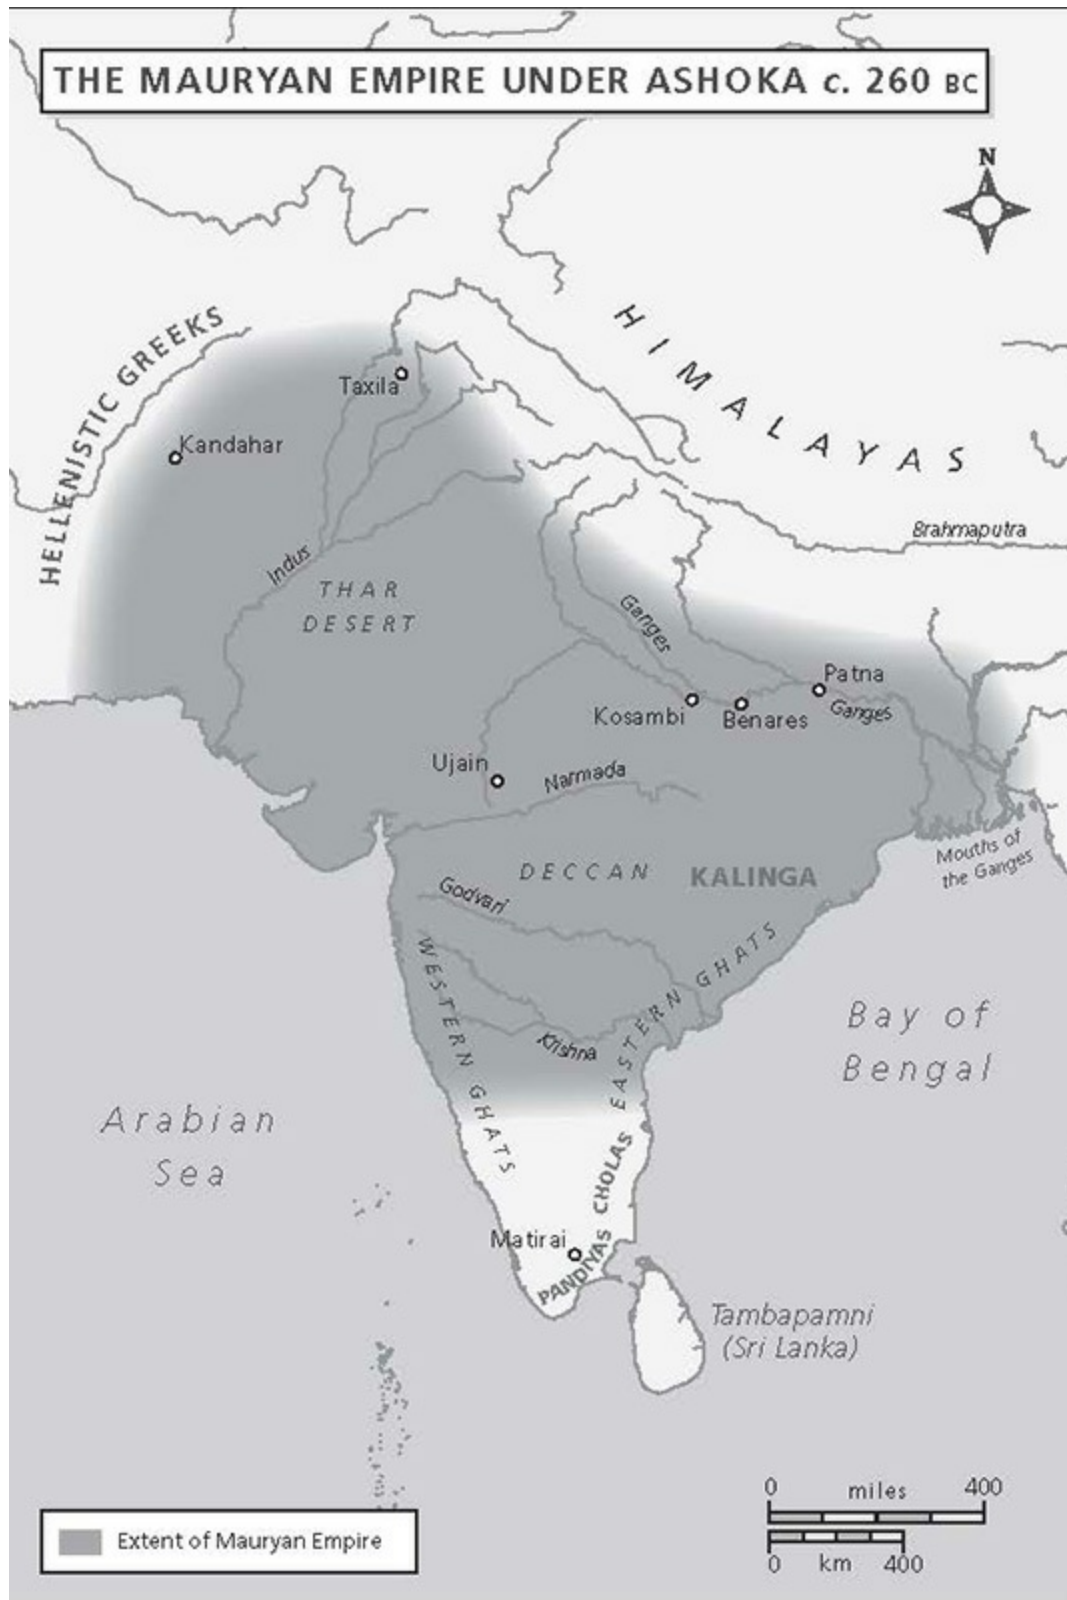 THE MAURYAN EMPIRE UNDER ASHOKA c. 260 BC
N
HIMALAYAS
HELLENISTIC GREEKS
Taxila
Kandahar
Brahmaputra
Indus
THAR
DESERT
Ganges
Patna
Kosambi
Benares
Ganges
Ujain
Narmada
Mouths of
the Ganges
DECCAN
KALINGA
Godvari
WESTERN GHATS
EASTERN GHATS
Krishna
Bay of
Bengal
Arabian
Sea
CHOLAS
Matirai
PANDIYAS
Tambapamni
(Sri Lanka)
0 miles 400
0 km 400
Extent of Mauryan Empire